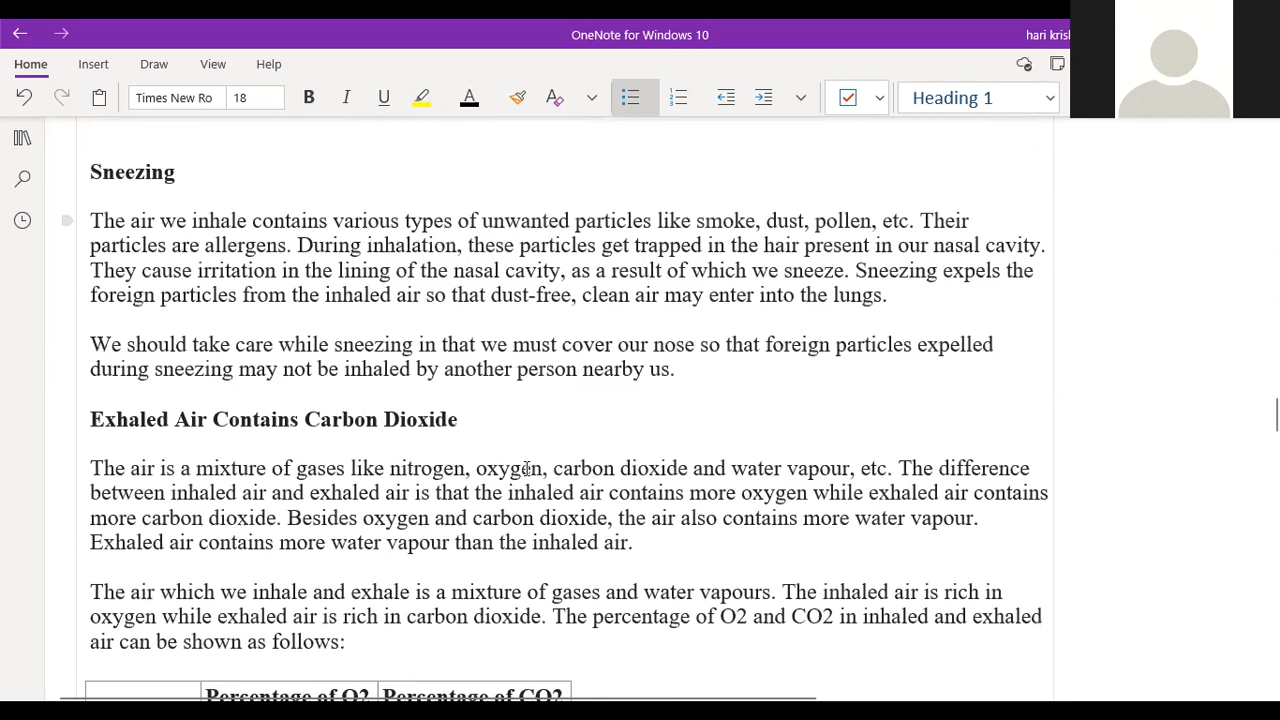 OneNote for Windows 10
hari krish
Home Insert Draw View Help
Times New Ro 18 B I U A Heading 1
Sneezing
The air we inhale contains various types of unwanted particles like smoke, dust, pollen, etc. Their
particles are allergens. During inhalation, these particles get trapped in the hair present in our nasal cavity.
They cause irritation in the lining of the nasal cavity, as a result of which we sneeze. Sneezing expels the
foreign particles from the inhaled air so that dust-free, clean air may enter into the lungs.
We should take care while sneezing in that we must cover our nose so that foreign particles expelled
during sneezing may not be inhaled by another person nearby us.
Exhaled Air Contains Carbon Dioxide
The air is a mixture of gases like nitrogen, oxygen, carbon dioxide and water vapour, etc. The difference
between inhaled air and exhaled air is that the inhaled air contains more oxygen while exhaled air contains
more carbon dioxide. Besides oxygen and carbon dioxide, the air also contains more water vapour.
Exhaled air contains more water vapour than the inhaled air.
The air which we inhale and exhale is a mixture of gases and water vapours. The inhaled air is rich in
oxygen while exhaled air is rich in carbon dioxide. The percentage of O2 and CO2 in inhaled and exhaled
air can be shown as follows:
Percentage of O2 Percentage of CO2